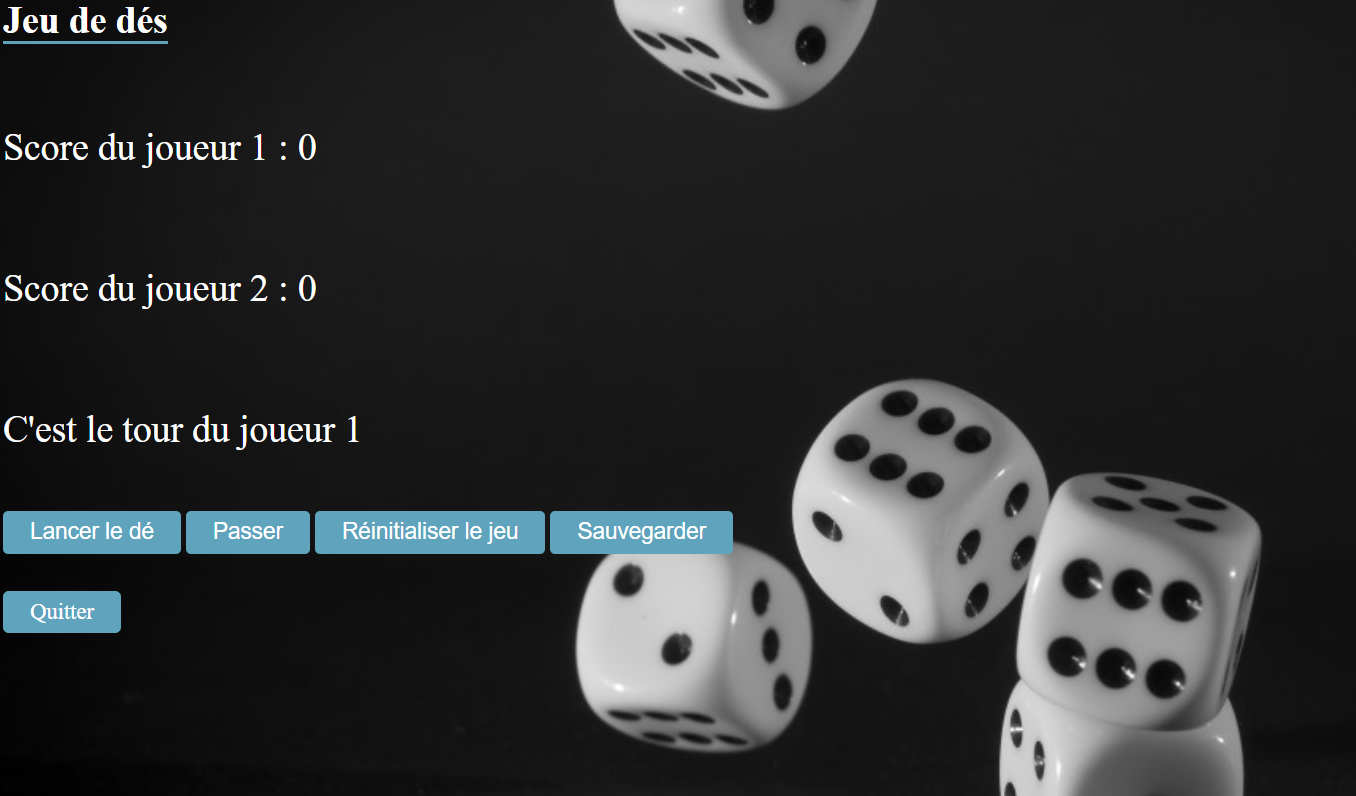 Jeu de dés
Score du joueur 1 : 0
Score du joueur 2 : 0
C'est le tour du joueur 1
Lancer le dé Passer Réinitialiser le jeu Sauvegarder
Quitter